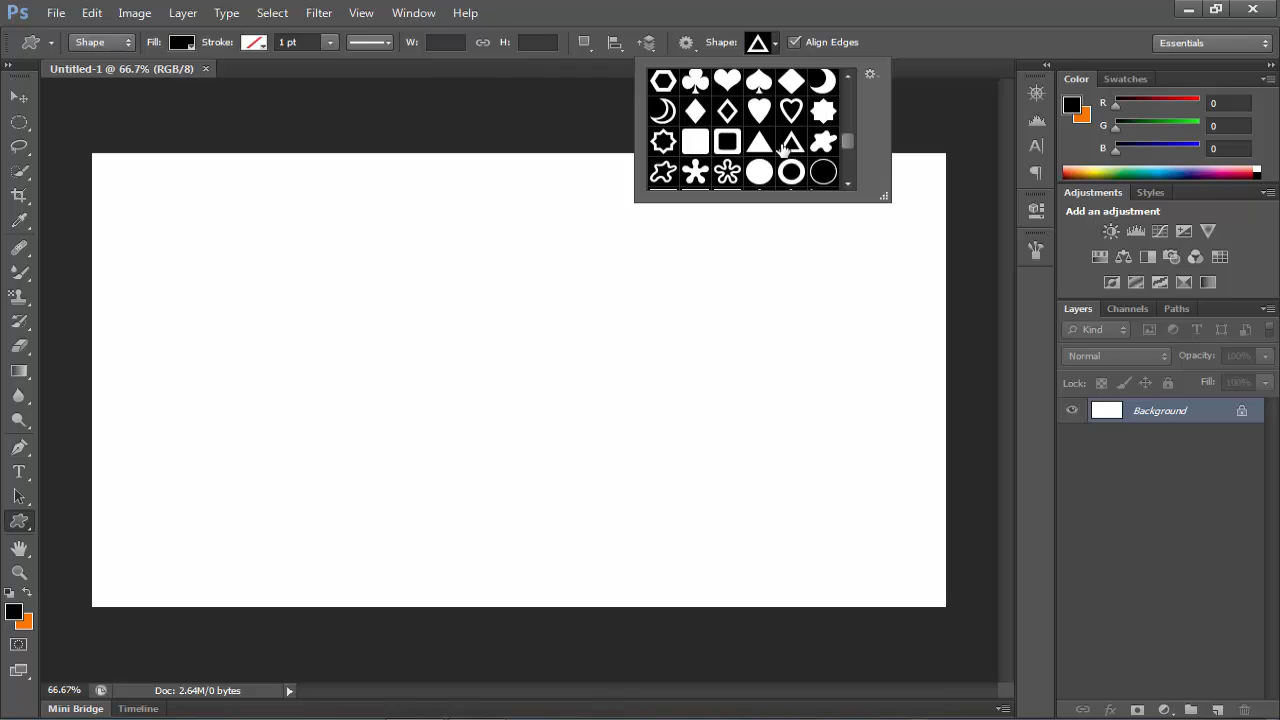 Ps File Edit Image Layer Type Select Filter View Window Help
Shape Fill: Stroke: 1 pt W: H: Shape: Align Edges Essentials
Untitled-1 @ 66.7% (RGB/8) ×
Color Swatches
R 0
G 0
B 0
Adjustments Styles
Add an adjustment
Layers Channels Paths
Kind
Normal Opacity: 100%
Lock: Fill: 100%
Background
66.67% Doc: 2.64M/0 bytes
Mini Bridge Timeline